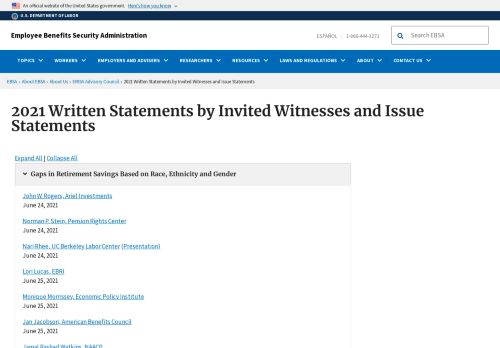 An official website of the United States government. Here's how you know
U.S. DEPARTMENT OF LABOR
Employee Benefits Security Administration
ESPAÑOL | 1-866-444-3272
Search EBSA
TOPICS WORKERS EMPLOYERS AND ADVISERS RESEARCHERS RESOURCES LAWS AND REGULATIONS ABOUT CONTACT US
EBSA » About EBSA » About Us » ERISA Advisory Council » 2021 Written Statements by Invited Witnesses and Issue Statements
2021 Written Statements by Invited Witnesses and Issue
Statements
Expand All | Collapse All
Gaps in Retirement Savings Based on Race, Ethnicity and Gender
John W. Rogers, Ariel Investments
June 24, 2021
Norman P. Stein, Pension Rights Center
June 24, 2021
Nari Rhee, UC Berkeley Labor Center (Presentation)
June 24, 2021
Lori Lucas, EBRI
June 25, 2021
Monique Morrissey, Economic Policy Institute
June 25, 2021
Jan Jacobson, American Benefits Council
June 25, 2021
Jamal Rashad Watkins, NAACP